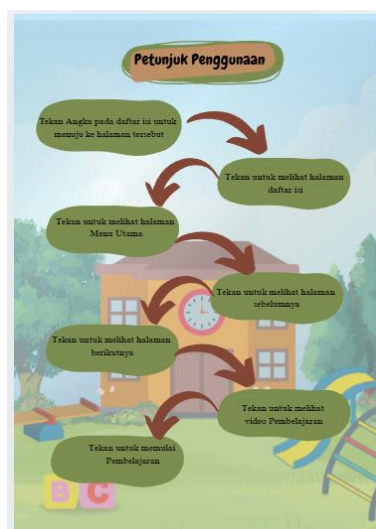 Petunjuk Penggunaan
Tekan Angka pada daftar isi untuk
menuju ke halaman tersebut
Tekan untuk melihat halaman
daftar isi
Tekan untuk melihat halaman
Menu Utama
Tekan untuk melihat halaman
sebelumnya
Tekan untuk melihat halaman
berikutnya
Tekan untuk melihat
video Pembelajaran
Tekan untuk memulai
Pembelajaran
B C